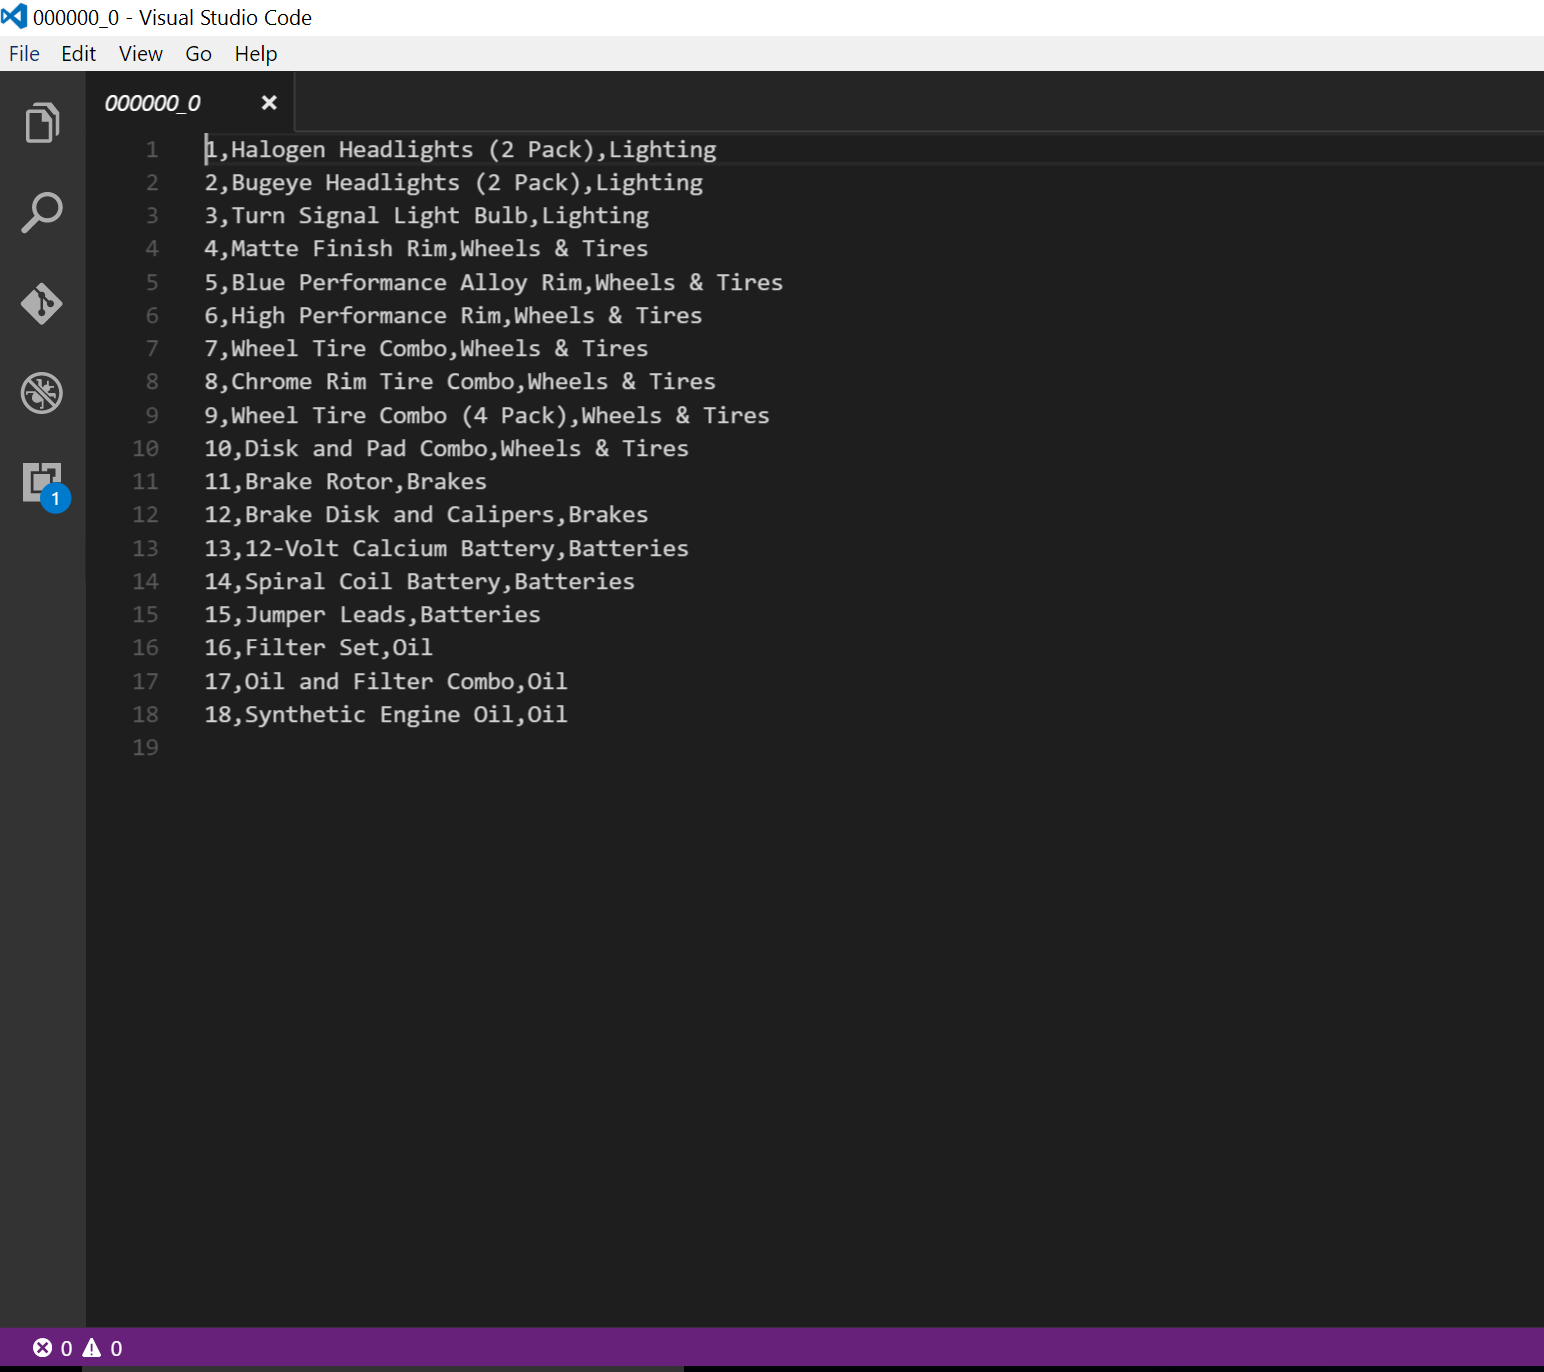 000000_0 - Visual Studio Code
File Edit View Go Help
000000_0
1 1,Halogen Headlights (2 Pack),Lighting
2 2,Bugeye Headlights (2 Pack),Lighting
3 3,Turn Signal Light Bulb,Lighting
4 4,Matte Finish Rim,Wheels & Tires
5 5,Blue Performance Alloy Rim,Wheels & Tires
6 6,High Performance Rim,Wheels & Tires
7 7,Wheel Tire Combo,Wheels & Tires
8 8,Chrome Rim Tire Combo,Wheels & Tires
9 9,Wheel Tire Combo (4 Pack),Wheels & Tires
10 10,Disk and Pad Combo,Wheels & Tires
11 11,Brake Rotor,Brakes
12 12,Brake Disk and Calipers,Brakes
13 13,12-Volt Calcium Battery,Batteries
14 14,Spiral Coil Battery,Batteries
15 15,Jumper Leads,Batteries
16 16,Filter Set,Oil
17 17,Oil and Filter Combo,Oil
18 18,Synthetic Engine Oil,Oil
19
1
0 0